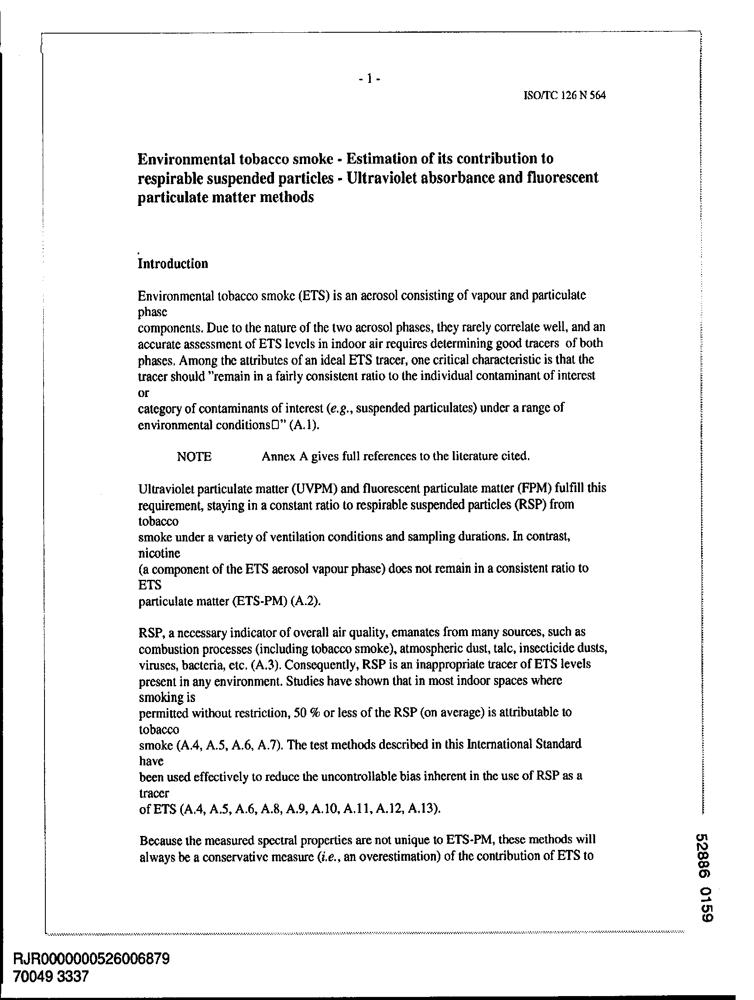 - 1 -
ISO/TC 126 N 564
Environmental tobacco smoke - Estimation of its contribution to
respirable suspended particles - Ultraviolet absorbance and fluorescent
particulate matter methods
Introduction
Environmental tobacco smoke (ETS) is an aerosol consisting of vapour and particulate
phase
components. Due to the nature of the two aerosol phases, they rarely correlate well, and an
accurate assessment of ETS levels in indoor air requires determining good tracers of both
phases. Among the attributes of an ideal ETS tracer, one critical characteristic is that the
tracer should "remain in a fairly consistent ratio to the individual contaminant of interest
or
category of contaminants of interest (e.g., suspended particulates) under a range of
environmental conditions□" (A.1).
NOTE Annex A gives full references to the literature cited.
Ultraviolet particulate matter (UVPM) and fluorescent particulate matter (FPM) fulfill this
requirement, staying in a constant ratio to respirable suspended particles (RSP) from
tobacco
smoke under a variety of ventilation conditions and sampling durations. In contrast,
nicotine
(a component of the ETS aerosol vapour phase) does not remain in a consistent ratio to
ETS
particulate matter (ETS-PM) (A.2).
RSP, a necessary indicator of overall air quality, emanates from many sources, such as
combustion processes (including tobacco smoke), atmospheric dust, talc, insecticide dusts,
viruses, bacteria, etc. (A.3). Consequently, RSP is an inappropriate tracer of ETS levels
present in any environment. Studies have shown that in most indoor spaces where
smoking is
permitted without restriction, 50 % or less of the RSP (on average) is attributable to
tobacco
smoke (A.4, A.5, A.6, A.7). The test methods described in this International Standard
have
been used effectively to reduce the uncontrollable bias inherent in the use of RSP as a
tracer
of ETS (A.4, A.5, A.6, A.8, A.9, A.10, A.11, A.12, A.13).
Because the measured spectral properties are not unique to ETS-PM, these methods will
always be a conservative measure (i.e., an overestimation) of the contribution of ETS to
52886 0159
RJR0000000526006879
70049 3337